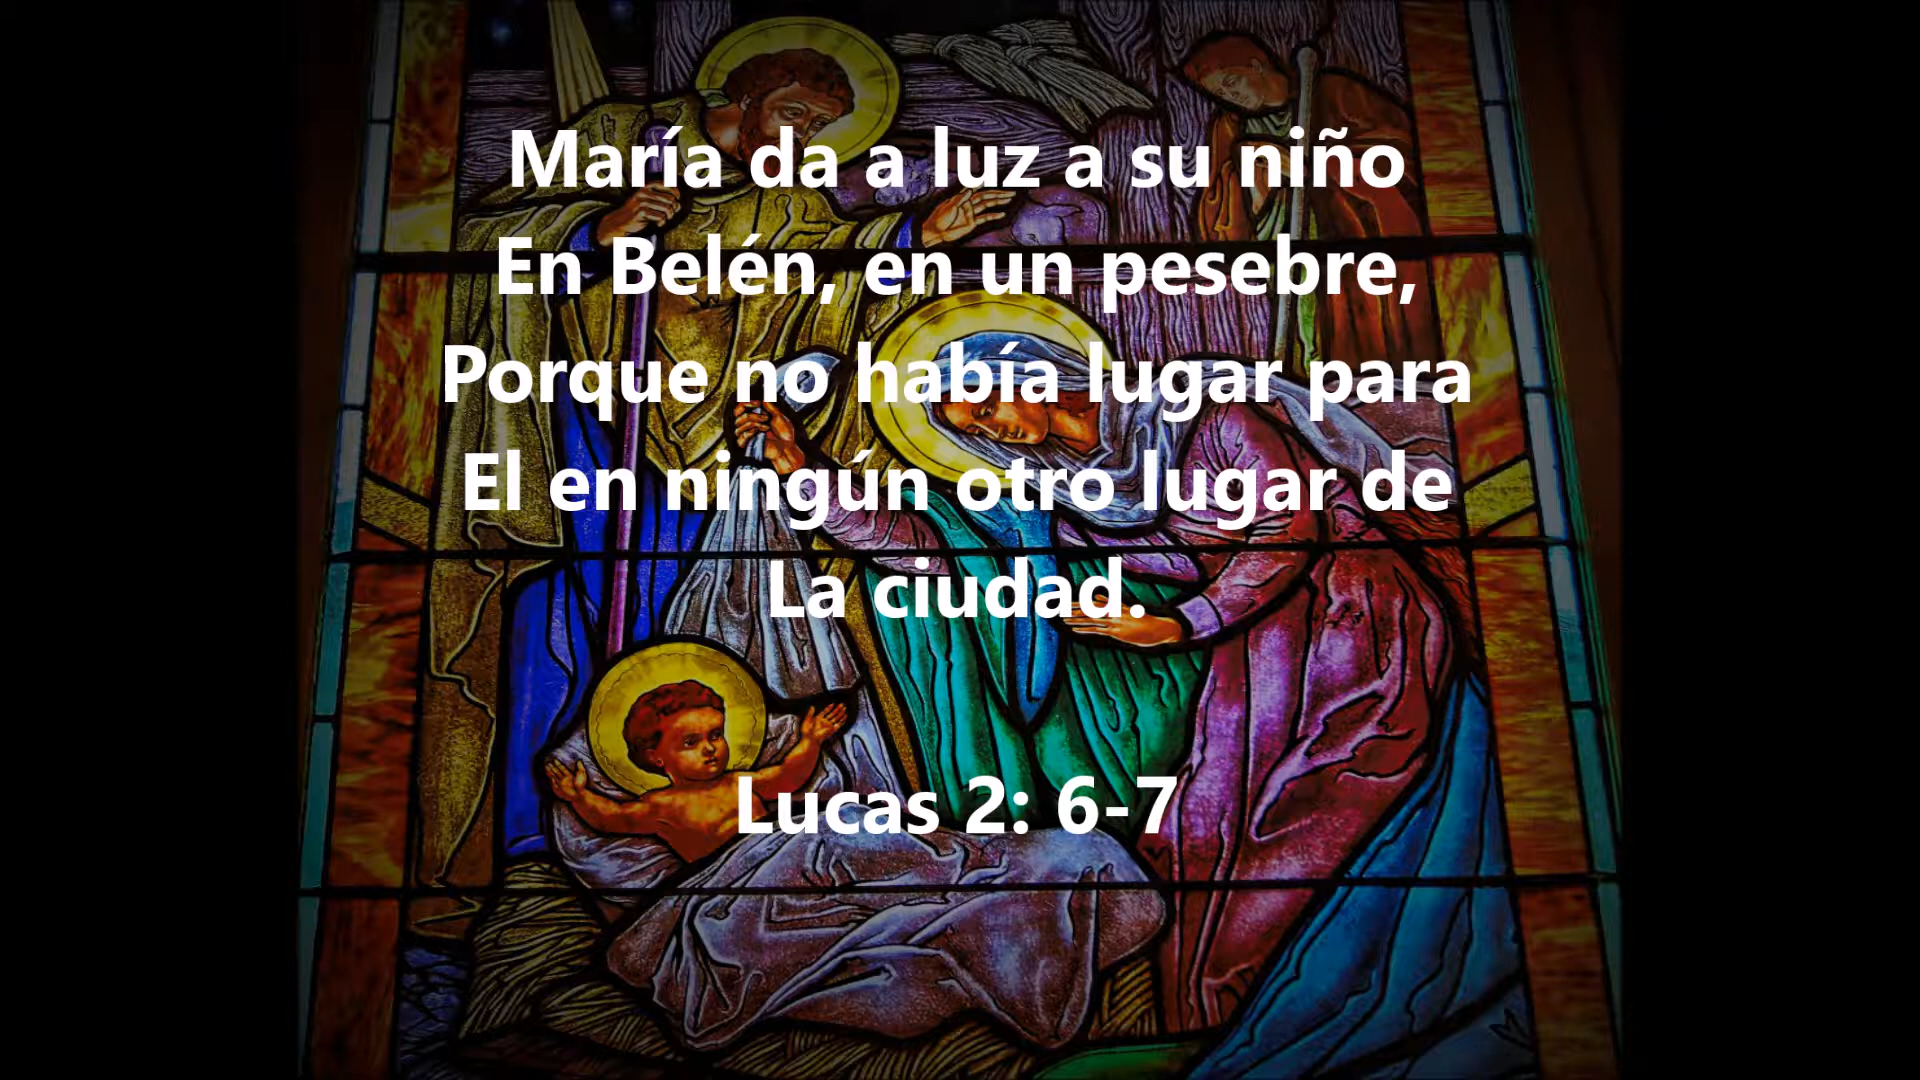 María da a luz a su niño
En Belén, en un pesebre,
Porque no había lugar para
El en ningún otro lugar de
La ciudad.
Lucas 2: 6-7